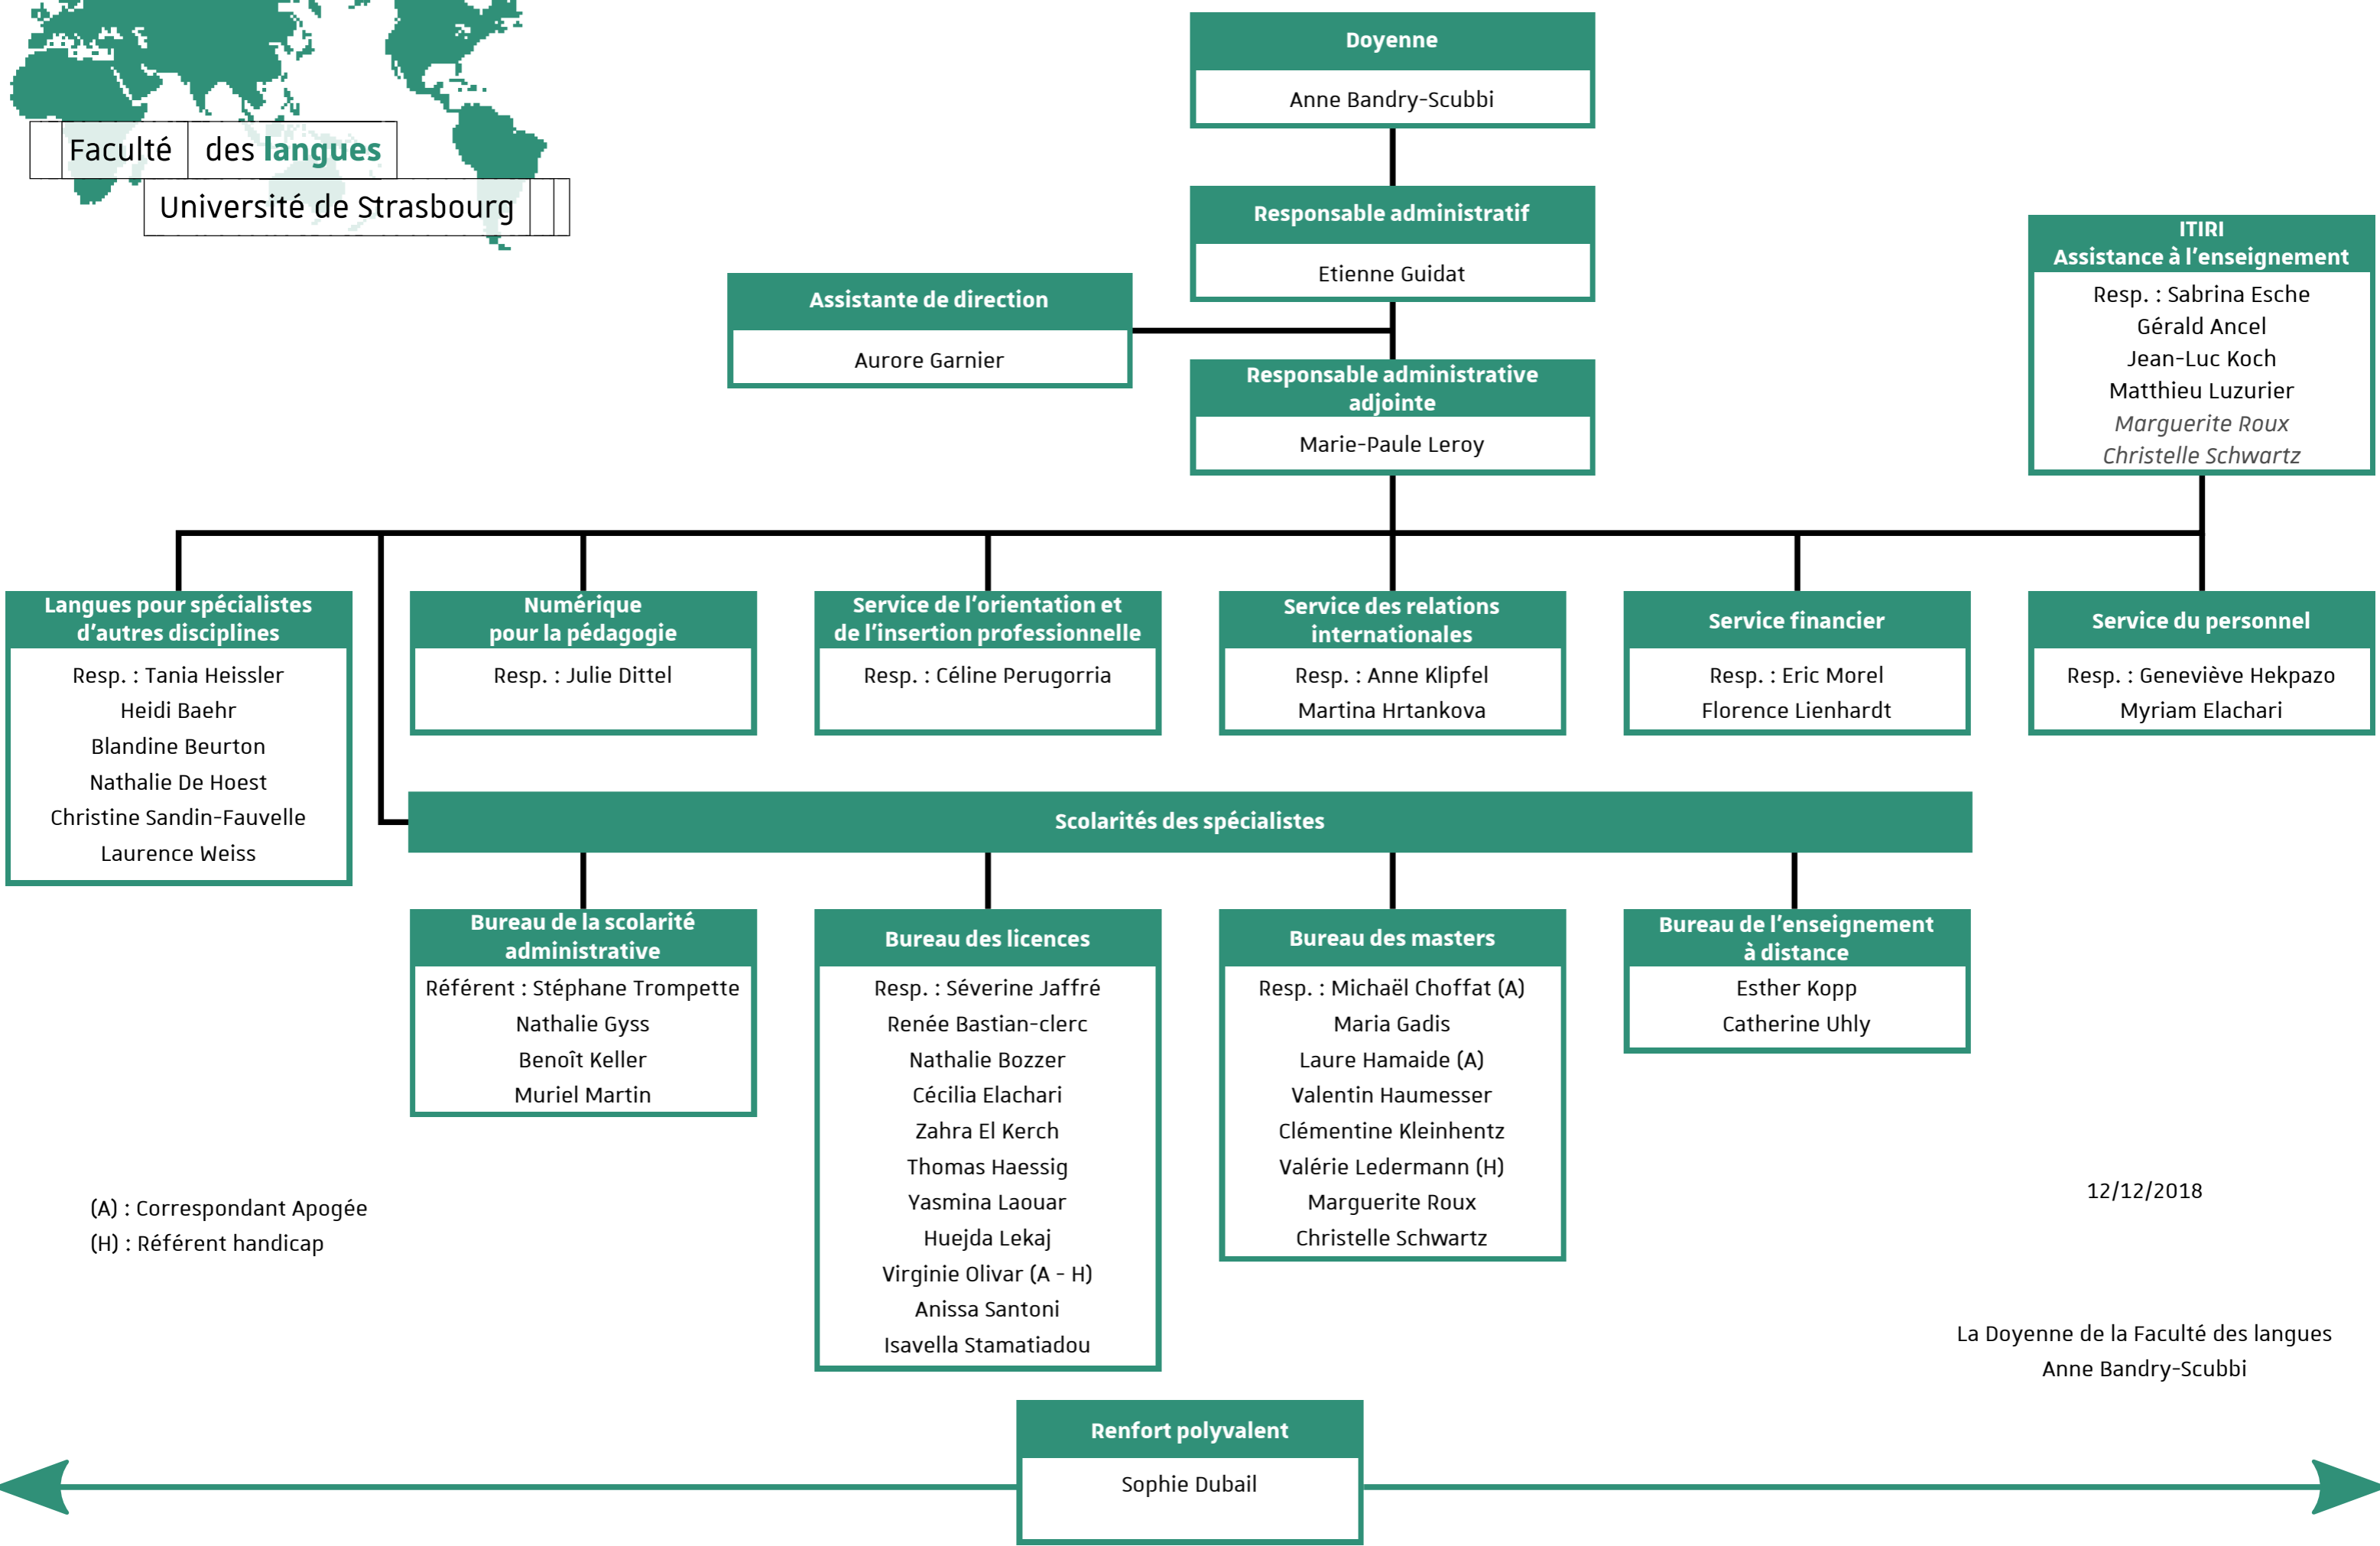 Faculté des langues
Université de Strasbourg
Doyenne
Anne Bandry-Scubbi
Responsable administratif
Etienne Guidat
Assistante de direction
Aurore Garnier
Responsable administrative
adjointe
Marie-Paule Leroy
ITIRI
Assistance à l'enseignement
Resp. : Sabrina Esche
Gérald Ancel
Jean-Luc Koch
Matthieu Luzurier
Marguerite Roux
Christelle Schwartz
Langues pour spécialistes
d'autres disciplines
Resp. : Tania Heissler
Heidi Baehr
Blandine Beurton
Nathalie De Hoest
Christine Sandin-Fauvelle
Laurence Weiss
Numérique
pour la pédagogie
Resp. : Julie Dittel
Service de l'orientation et
de l'insertion professionnelle
Resp. : Céline Perugorria
Service des relations
internationales
Resp. : Anne Klipfel
Martina Hrtankova
Service financier
Resp. : Eric Morel
Florence Lienhardt
Service du personnel
Resp. : Geneviève Hekpazo
Myriam Elachari
Scolarités des spécialistes
Bureau de la scolarité
administrative
Référent : Stéphane Trompette
Nathalie Gyss
Benoît Keller
Muriel Martin
Bureau des licences
Resp. : Séverine Jaffré
Renée Bastian-clerc
Nathalie Bozzer
Cécilia Elachari
Zahra El Kerch
Thomas Haessig
Yasmina Laouar
Huejda Lekaj
Virginie Olivar (A - H)
Anissa Santoni
Isavella Stamatiadou
Bureau des masters
Resp. : Michaël Choffat (A)
Maria Gadis
Laure Hamaide (A)
Valentin Haumesser
Clémentine Kleinhentz
Valérie Ledermann (H)
Marguerite Roux
Christelle Schwartz
Bureau de l'enseignement
à distance
Esther Kopp
Catherine Uhly
(A) : Correspondant Apogée
(H) : Référent handicap
12/12/2018
La Doyenne de la Faculté des langues
Anne Bandry-Scubbi
Renfort polyvalent
Sophie Dubail